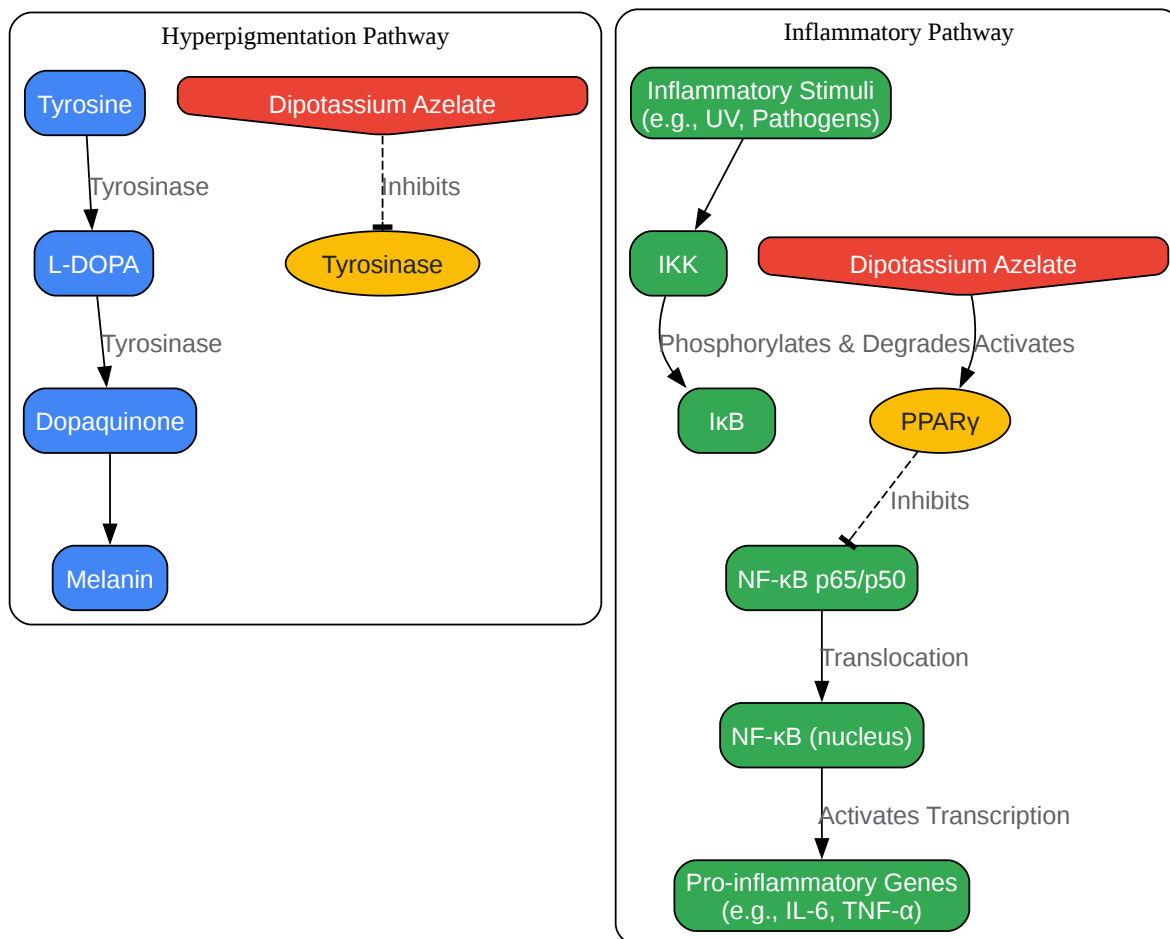 Hyperpigmentation Pathway
Tyrosine
Dipotassium Azelate
Tyrosinase
Inhibits
L-DOPA
Tyrosinase
Tyrosinase
Dopaquinone
Melanin
Inflammatory Pathway
Inflammatory Stimuli
(e.g., UV, Pathogens)
IKK
Dipotassium Azelate
Phosphorylates & Degrades
Activates
IκB
PPARγ
Inhibits
NF-κB p65/p50
Translocation
NF-κB (nucleus)
Activates Transcription
Pro-inflammatory Genes
(e.g., IL-6, TNF-α)